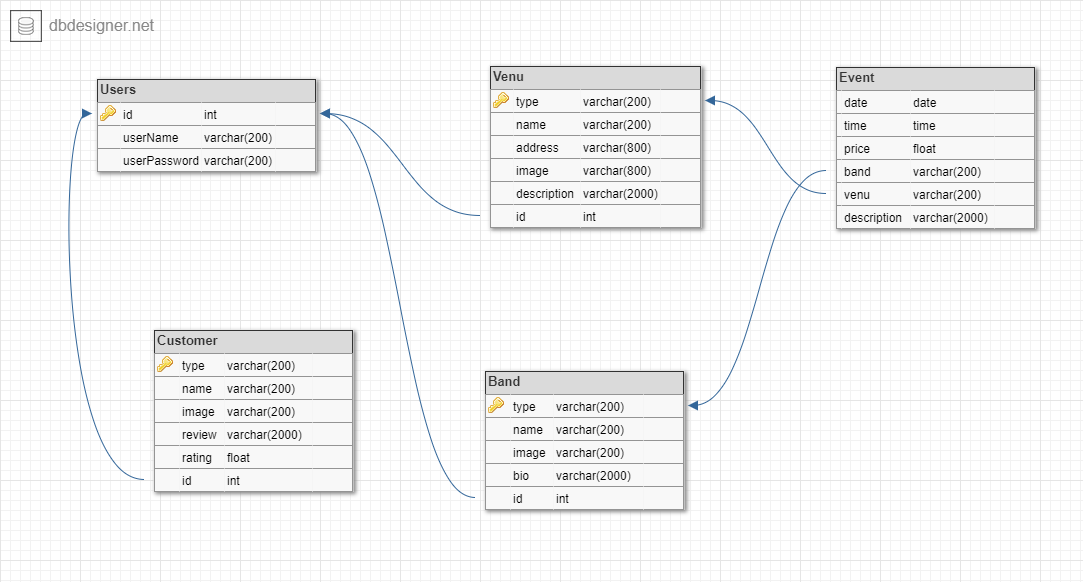 dbdesigner.net
Users
id int
userName varchar(200)
userPassword varchar(200)
Venu
type varchar(200)
name varchar(200)
address varchar(800)
image varchar(800)
description varchar(2000)
id int
Event
date date
time time
price float
band varchar(200)
venu varchar(200)
description varchar(2000)
Customer
type varchar(200)
name varchar(200)
image varchar(200)
review varchar(2000)
rating float
id int
Band
type varchar(200)
name varchar(200)
image varchar(200)
bio varchar(2000)
id int